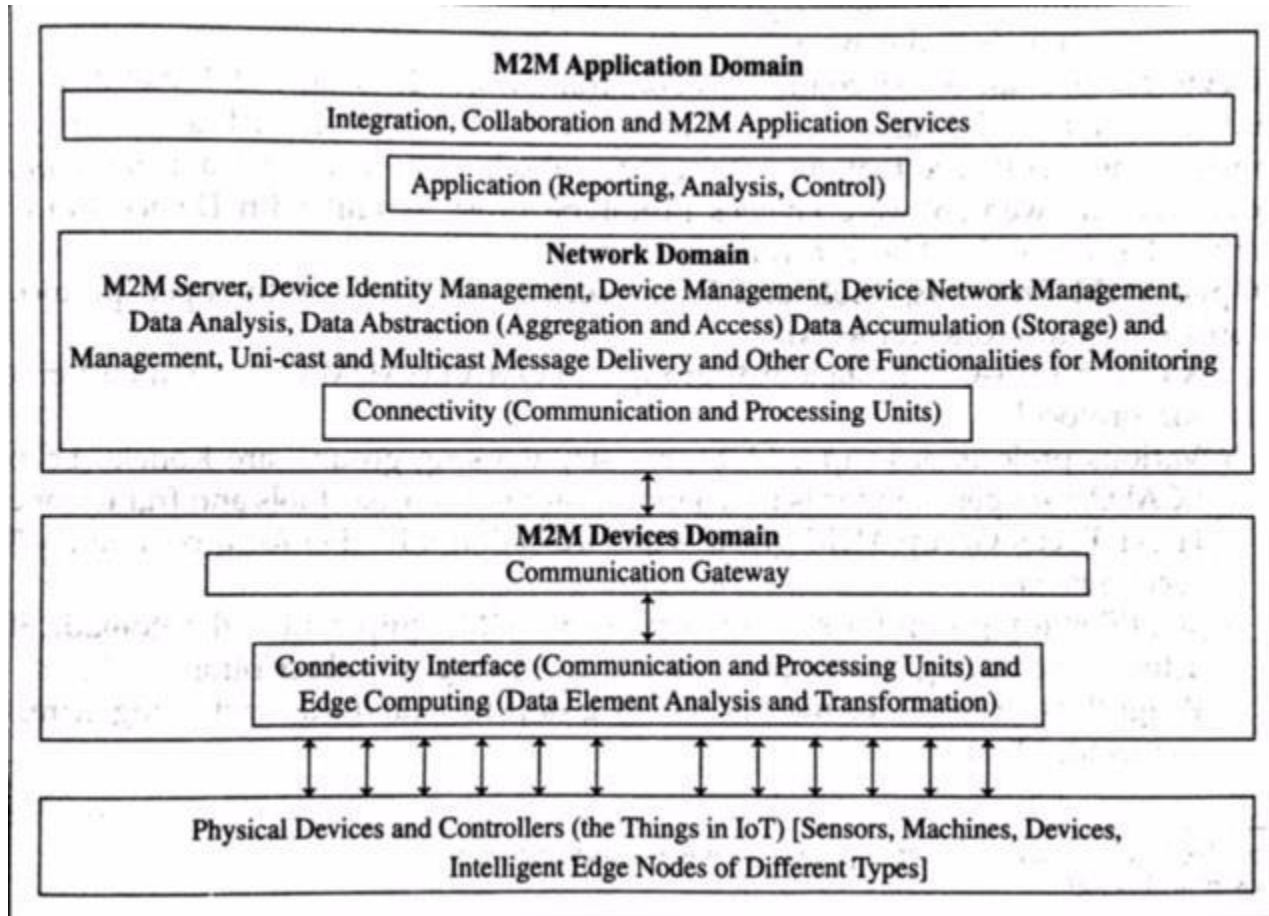 M2M Application Domain
Integration, Collaboration and M2M Application Services
Application (Reporting, Analysis, Control)
Network Domain
M2M Server, Device Identity Management, Device Management, Device Network Management,
Data Analysis, Data Abstraction (Aggregation and Access) Data Accumulation (Storage) and
Management, Uni-cast and Multicast Message Delivery and Other Core Functionalities for Monitoring
Connectivity (Communication and Processing Units)
M2M Devices Domain
Communication Gateway
Connectivity Interface (Communication and Processing Units) and
Edge Computing (Data Element Analysis and Transformation)
Physical Devices and Controllers (the Things in IoT) [Sensors, Machines, Devices,
Intelligent Edge Nodes of Different Types]